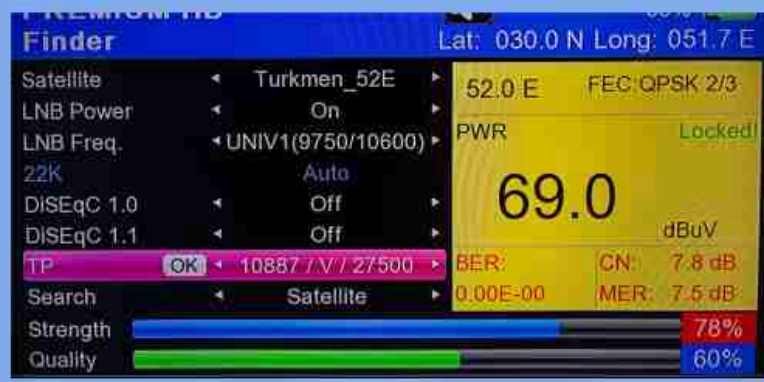 PREMIUM HD
Finder
Lat: 030.0 N Long: 051.7 E
Satellite Turkmen_52E
LNB Power On
LNB Freq. UNIV1(9750/10600)
22K Auto
DiSEqC 1.0 Off
DiSEqC 1.1 Off
TP OK 10887 / V / 27500
Search Satellite
52.0 E FEC:QPSK 2/3
PWR Locked!
69.0
dBuV
BER: CN: 7.8 dB
0.00E-00 MER: 7.5 dB
Strength 78%
Quality 60%